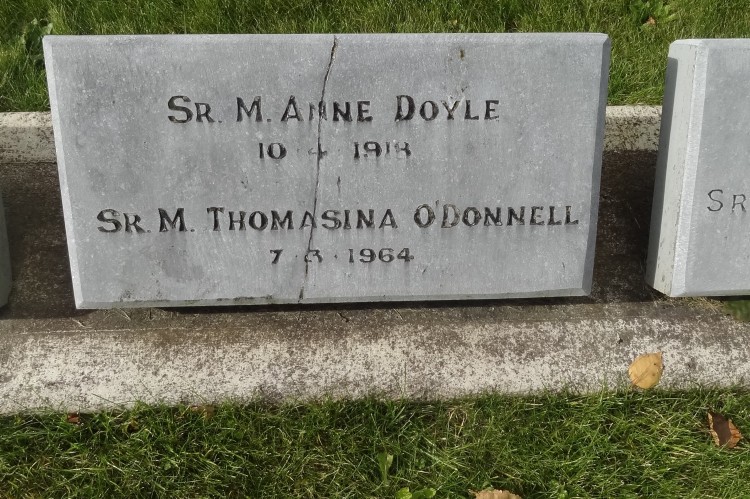 SR. M. ANNE DOYLE
10 · 4 · 1918
SR. M. THOMASINA O'DONNELL
7 · 3 · 1964
SR